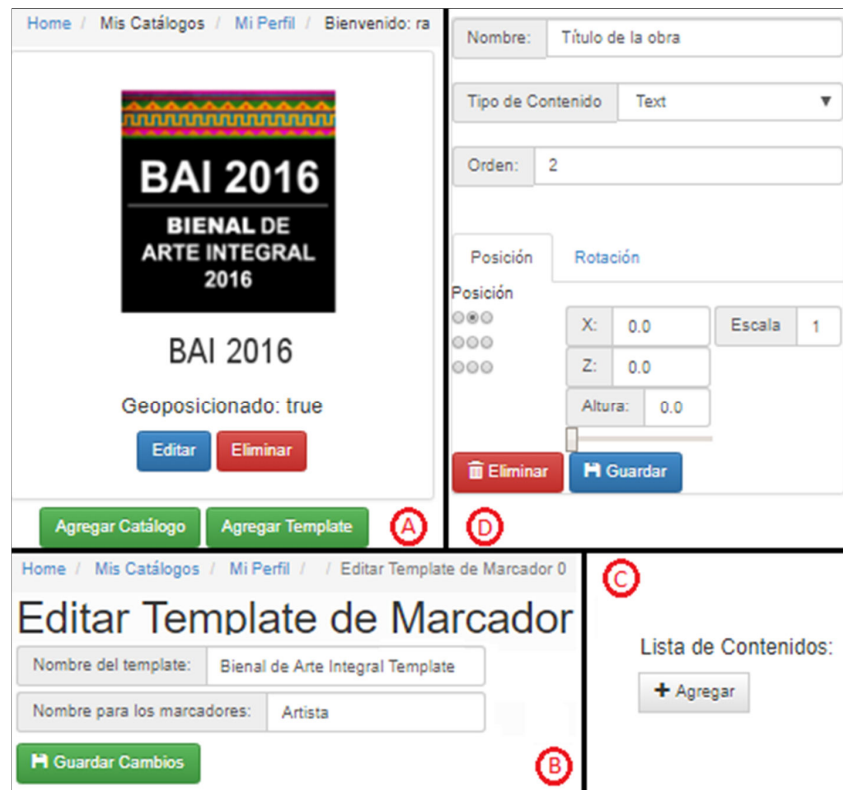 Home / Mis Catálogos / Mi Perfil / Bienvenido: ra
BAI 2016
BIENAL DE
ARTE INTEGRAL
2016
BAI 2016
Geoposicionado: true
Editar Eliminar
Agregar Catálogo Agregar Template
A
Nombre: Título de la obra
Tipo de Contenido Text
Orden: 2
Posición Rotación
Posición
X: 0.0 Escala 1
Z: 0.0
Altura: 0.0
Eliminar Guardar
D
Home / Mis Catálogos / Mi Perfil / / Editar Template de Marcador 0
Editar Template de Marcador
Nombre del template: Bienal de Arte Integral Template
Nombre para los marcadores: Artista
Guardar Cambios
B
C
Lista de Contenidos:
+ Agregar